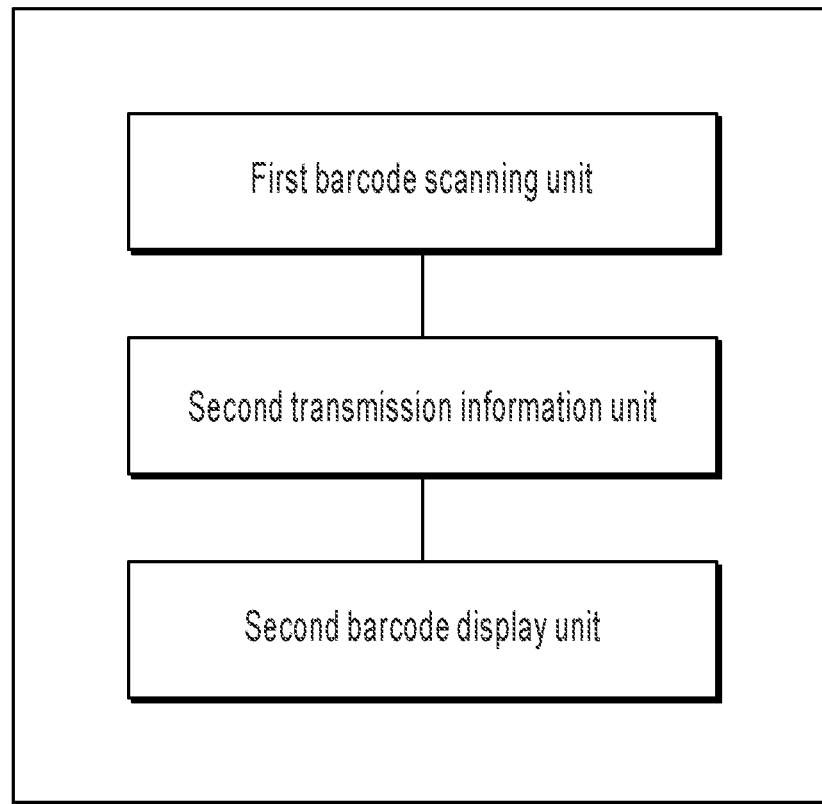 First barcode scanning unit
Second transmission information unit
Second barcode display unit